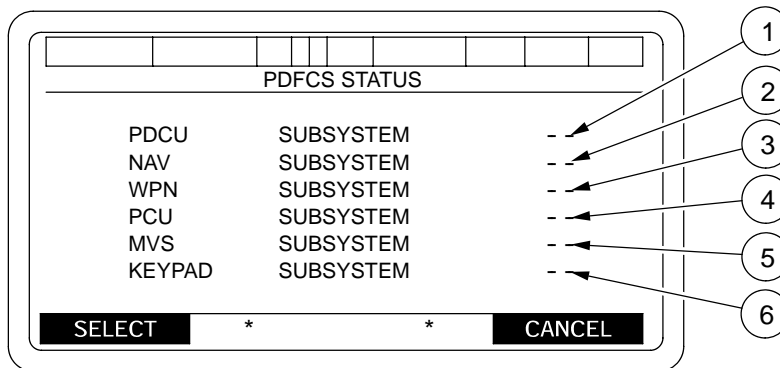 PDFCS STATUS
PDCU SUBSYSTEM - - 1
NAV SUBSYSTEM - - 2
WPN SUBSYSTEM - - 3
PCU SUBSYSTEM - - 4
MVS SUBSYSTEM - - 5
KEYPAD SUBSYSTEM - - 6
SELECT * * CANCEL